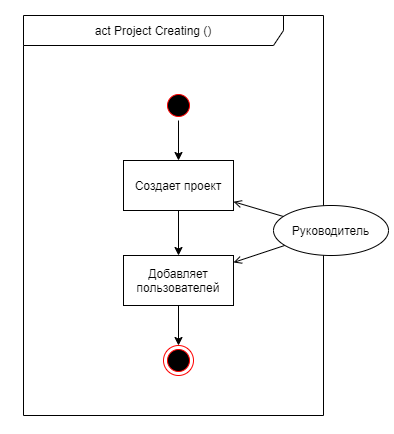 act Project Creating ()
Создает проект
Руководитель
Добавляет
пользователей